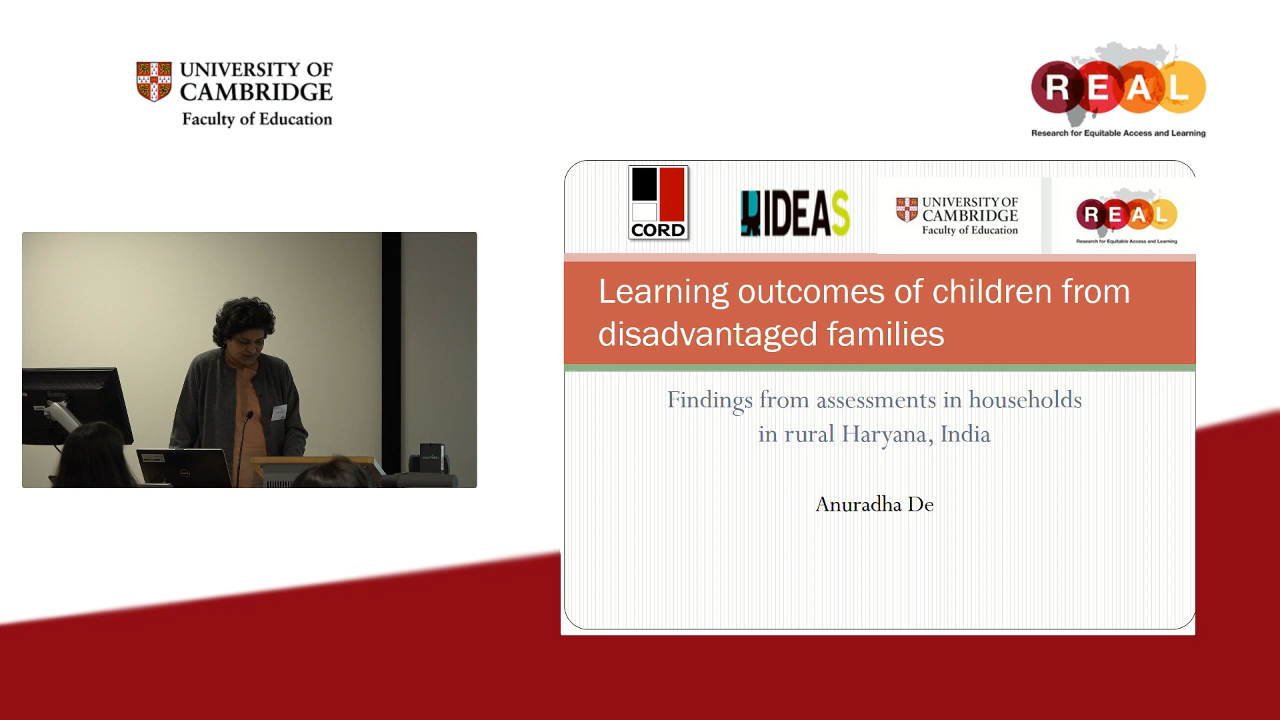 UNIVERSITY OF
CAMBRIDGE
Faculty of Education
REAL
Research for Equitable Access and Learning
CORD
IDEAS
UNIVERSITY OF
CAMBRIDGE
Faculty of Education
REAL
Research for Equitable Access and Learning
Learning outcomes of children from
disadvantaged families
Findings from assessments in households
in rural Haryana, India
Anuradha De